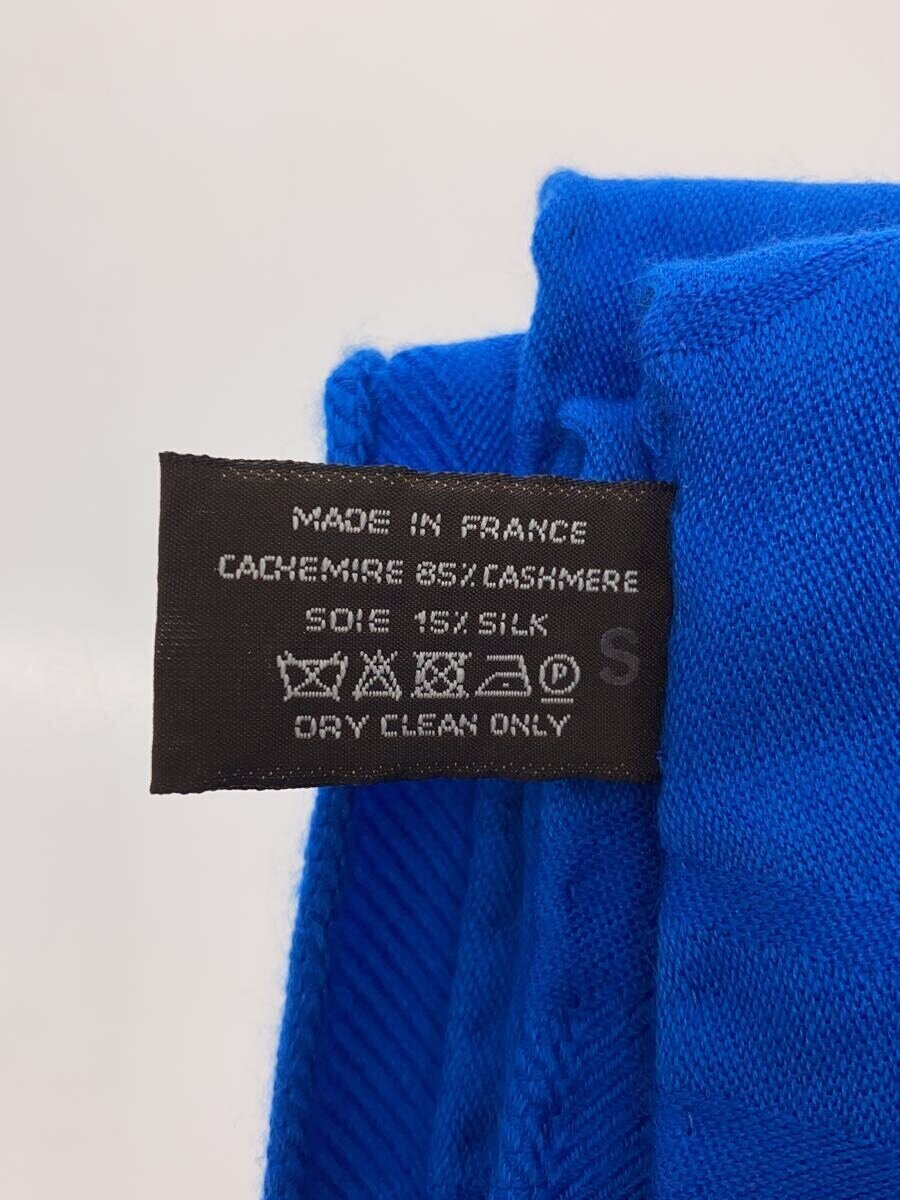 MADE IN FRANCE
CACHEMIRE 85% CASHMERE
SOIE 15% SILK
P
S
DRY CLEAN ONLY